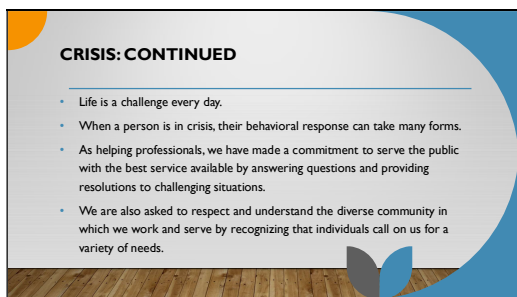 CRISIS: CONTINUED
• Life is a challenge every day.
• When a person is in crisis, their behavioral response can take many forms.
• As helping professionals, we have made a commitment to serve the public
with the best service available by answering questions and providing
resolutions to challenging situations.
• We are also asked to respect and understand the diverse community in
which we work and serve by recognizing that individuals call on us for a
variety of needs.